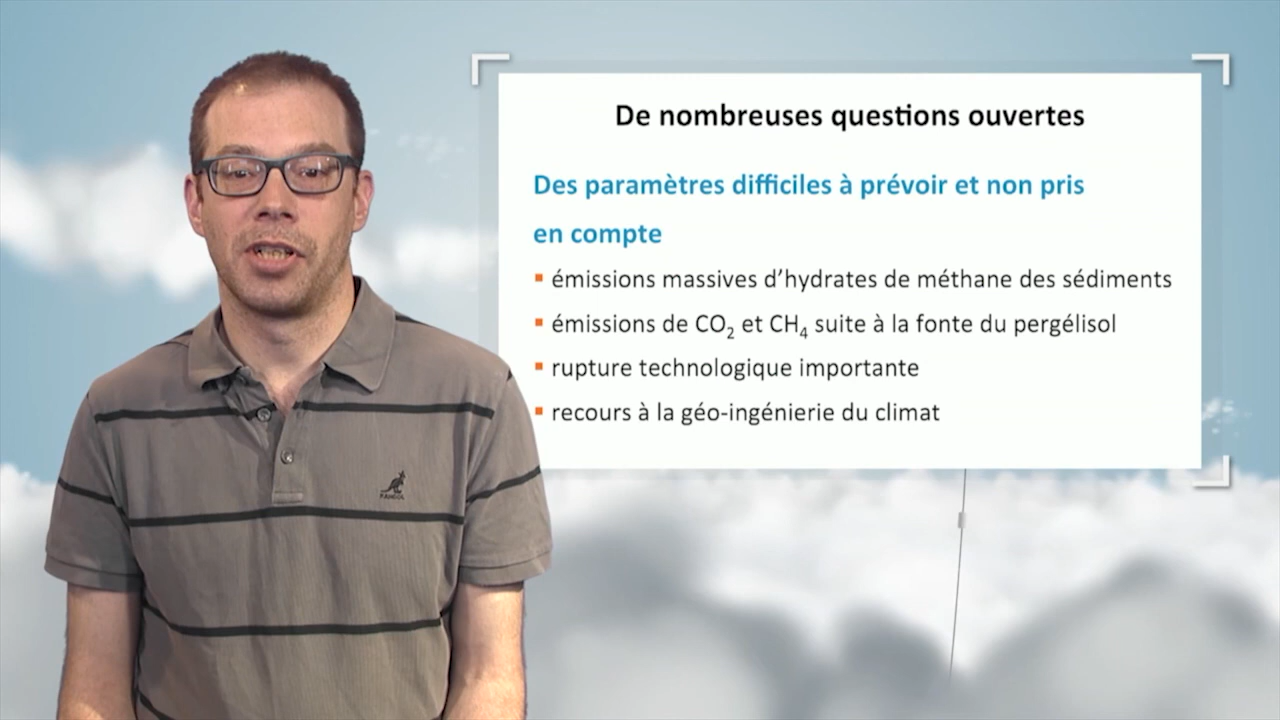 De nombreuses questions ouvertes
Des paramètres difficiles à prévoir et non pris
en compte
▪ émissions massives d’hydrates de méthane des sédiments
▪ émissions de CO₂ et CH₄ suite à la fonte du pergélisol
▪ rupture technologique importante
▪ recours à la géo-ingénierie du climat
KANGOL